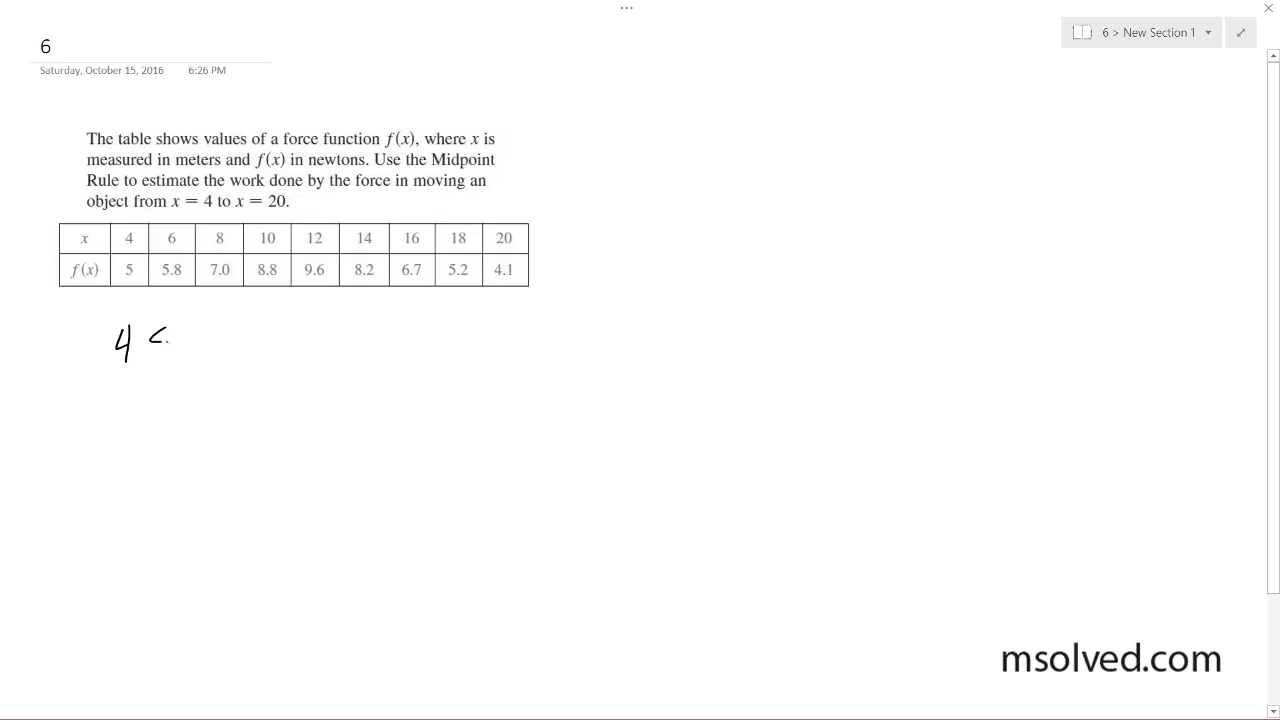 ...
6 > New Section 1
6
Saturday, October 15, 2016 6:26 PM
The table shows values of a force function f(x), where x is
measured in meters and f(x) in newtons. Use the Midpoint
Rule to estimate the work done by the force in moving an
object from x = 4 to x = 20.
x 4 6 8 10 12 14 16 18 20
f(x) 5 5.8 7.0 8.8 9.6 8.2 6.7 5.2 4.1
4 <
msolved.com